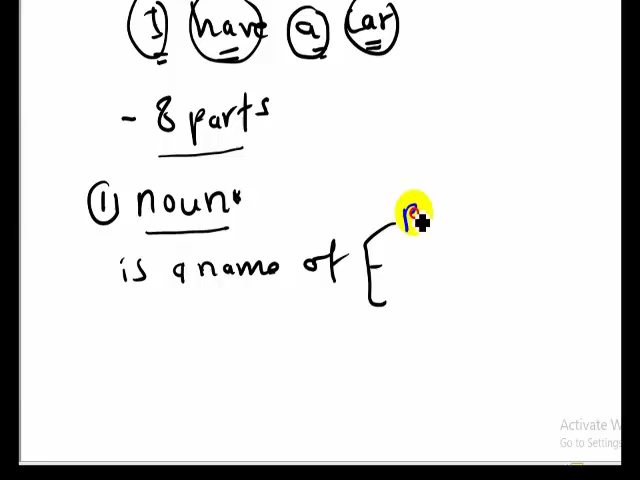 I have a car
- 8 parts
① noun
is a name of
Activate W
Go to Settings